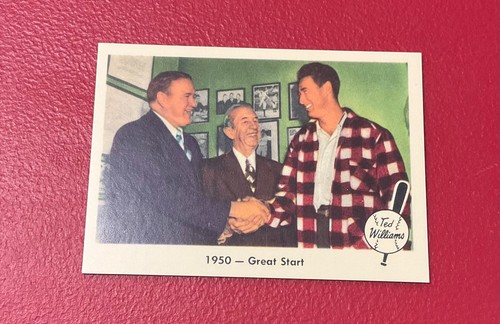 Ted
Williams
1950 — Great Start